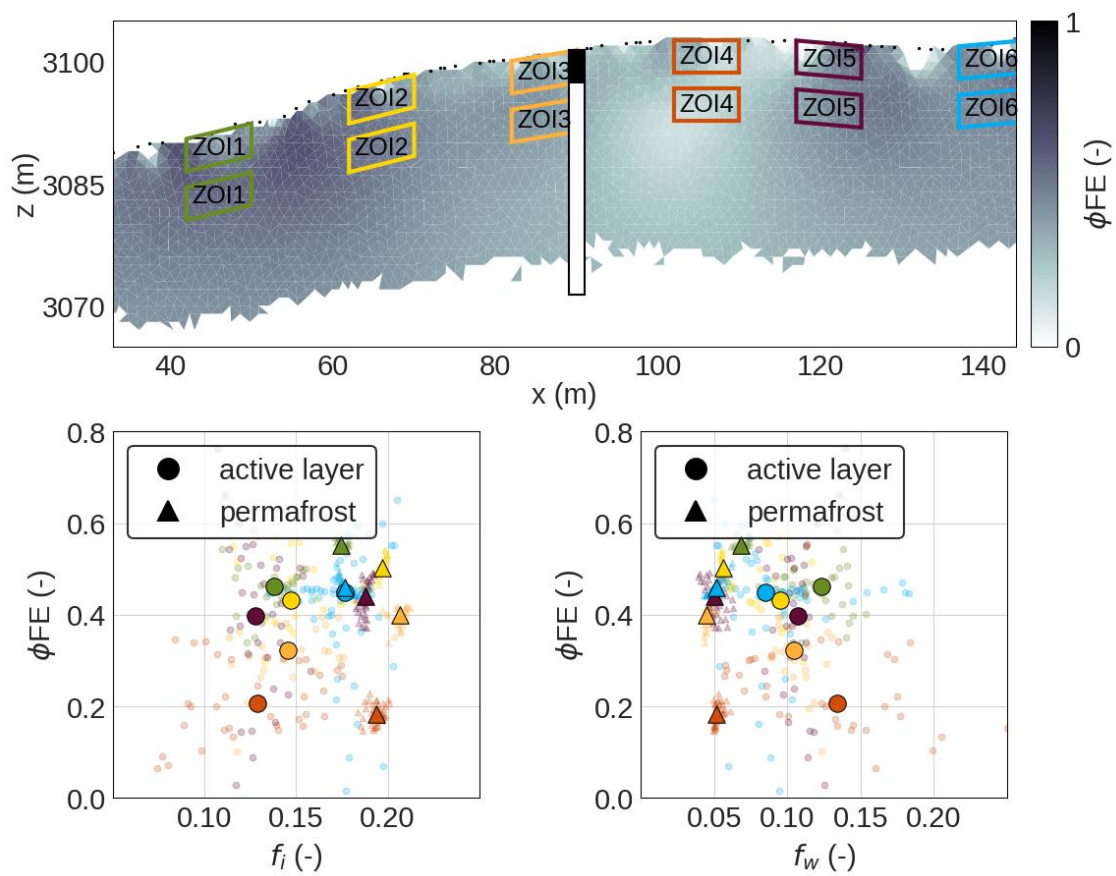 3100
3085
3070
z (m)
ZOI1
ZOI2
ZOI3
ZOI4
ZOI5
ZOI6
ZOI1
ZOI2
ZOI3
ZOI4
ZOI5
ZOI6
40
60
80
100
120
140
x (m)
1
0
ϕFE (-)
0.8
0.6
0.4
0.2
0.0
ϕFE (-)
active layer
permafrost
0.10
0.15
0.20
fᵢ (-)
0.8
0.6
0.4
0.2
0.0
ϕFE (-)
active layer
permafrost
0.05
0.10
0.15
0.20
f_w (-)